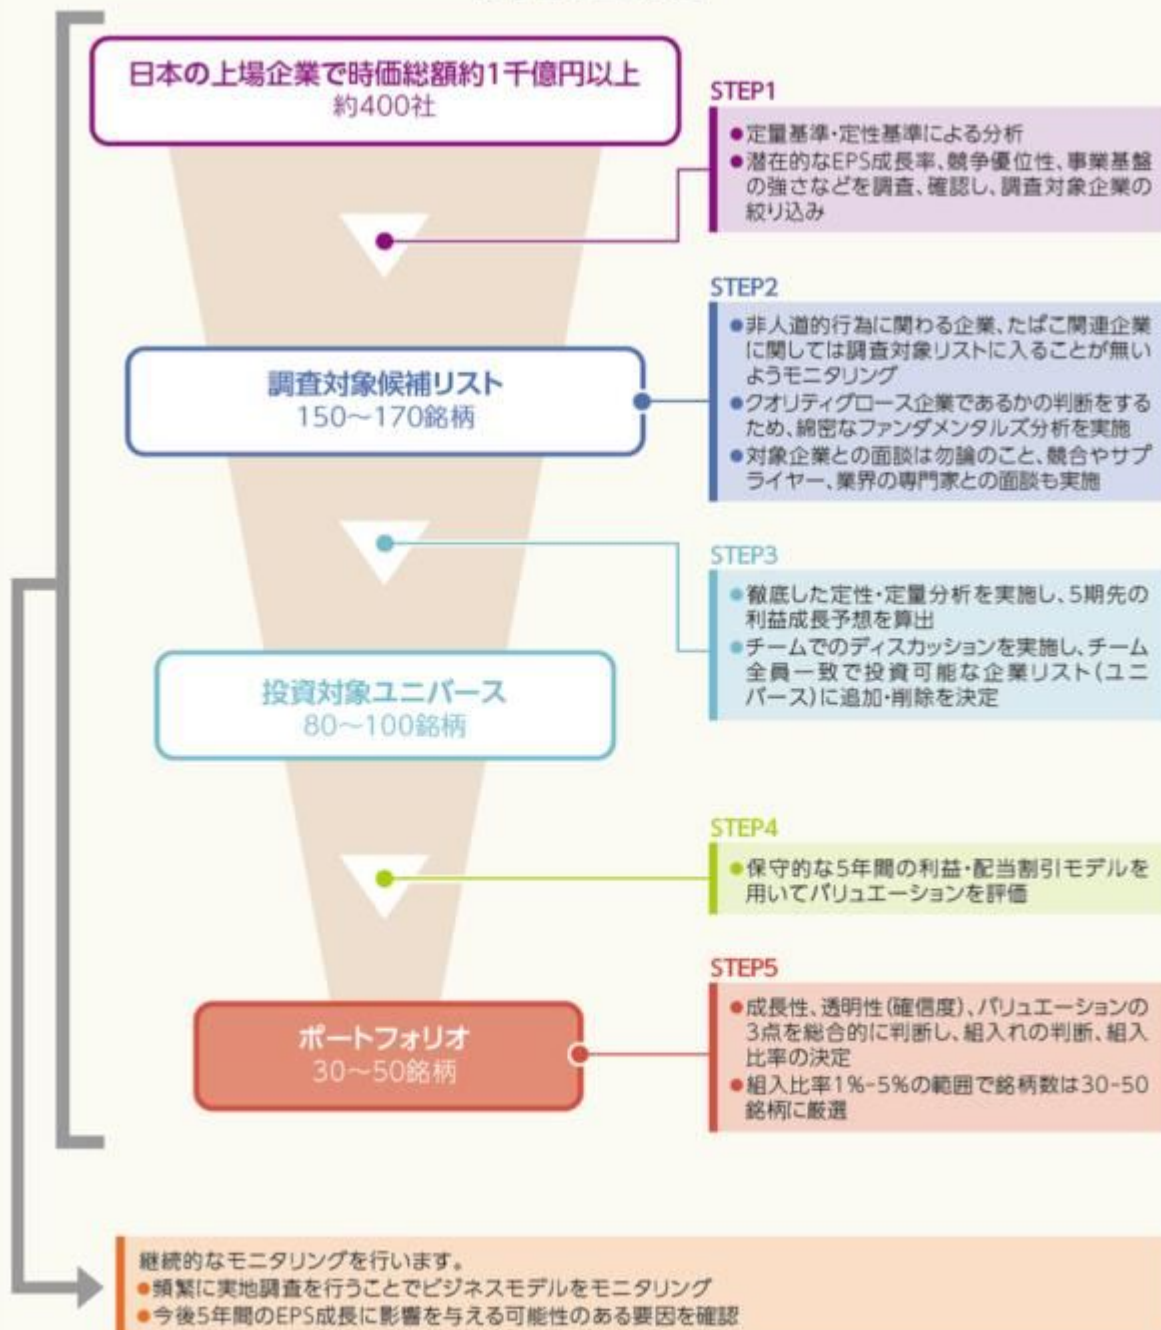 日本の上場企業で時価総額約1千億円以上
約400社
STEP1
●定量基準・定性基準による分析
●潜在的なEPS成長率、競争優位性、事業基盤
の強さなどを調査、確認し、調査対象企業の
絞り込み
STEP2
●非人道的行為に関わる企業、たばこ関連企業
に関しては調査対象リストに入ることが無い
ようモニタリング
●クオリティグロース企業であるかの判断をする
ため、綿密なファンダメンタルズ分析を実施
●対象企業との面談は勿論のこと、競合やサプ
ライヤー、業界の専門家との面談も実施
調査対象候補リスト
150～170銘柄
STEP3
●徹底した定性・定量分析を実施し、5期先の
利益成長予想を算出
●チームでのディスカッションを実施し、チーム
全員一致で投資可能な企業リスト(ユニ
バース)に追加・削除を決定
投資対象ユニバース
80～100銘柄
STEP4
●保守的な5年間の利益・配当割引モデルを
用いてバリュエーションを評価
STEP5
●成長性、透明性(確信度)、バリュエーションの
3点を総合的に判断し、組入れの判断、組入
比率の決定
●組入比率1%-5%の範囲で銘柄数は30-50
銘柄に厳選
ポートフォリオ
30～50銘柄
継続的なモニタリングを行います。
●頻繁に実地調査を行うことでビジネスモデルをモニタリング
●今後5年間のEPS成長に影響を与える可能性のある要因を確認